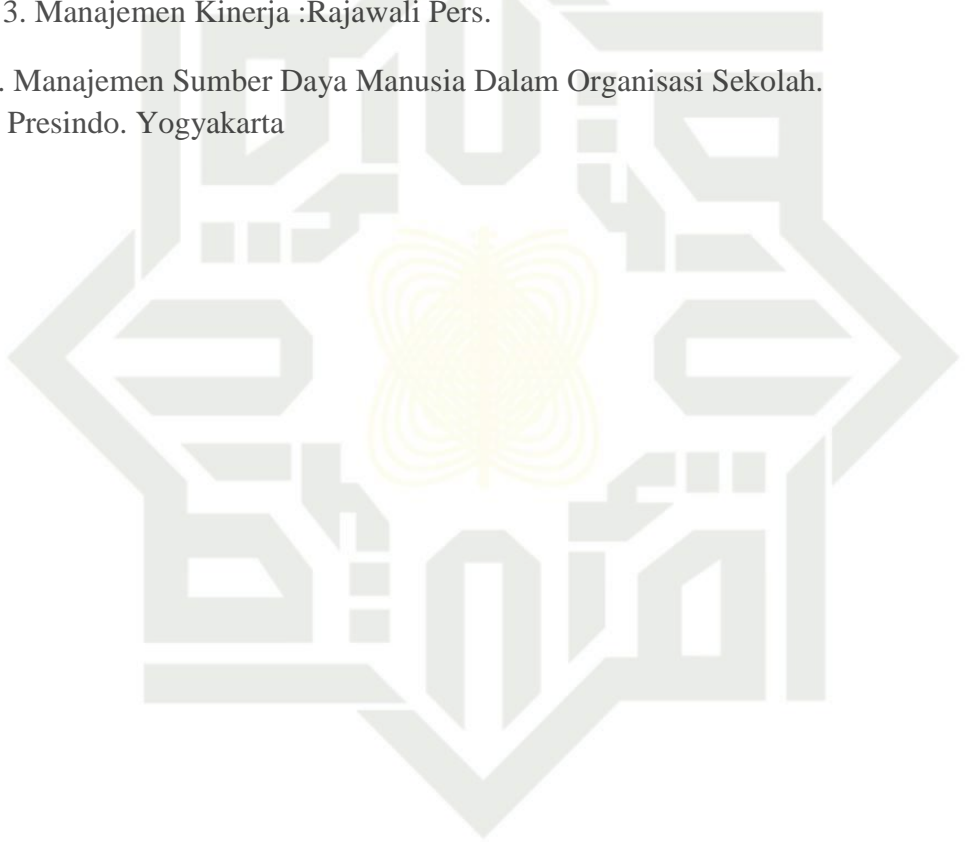 3. Manajemen Kinerja :Rajawali Pers.
. Manajemen Sumber Daya Manusia Dalam Organisasi Sekolah.
Presindo. Yogyakarta